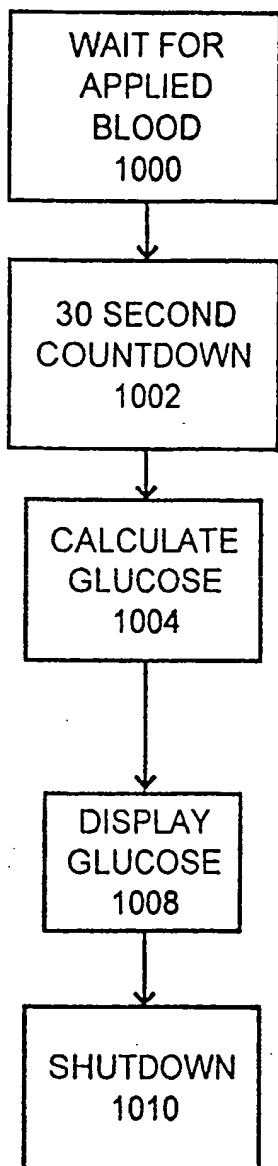 WAIT FOR
APPLIED
BLOOD
1000
30 SECOND
COUNTDOWN
1002
CALCULATE
GLUCOSE
1004
DISPLAY
GLUCOSE
1008
SHUTDOWN
1010